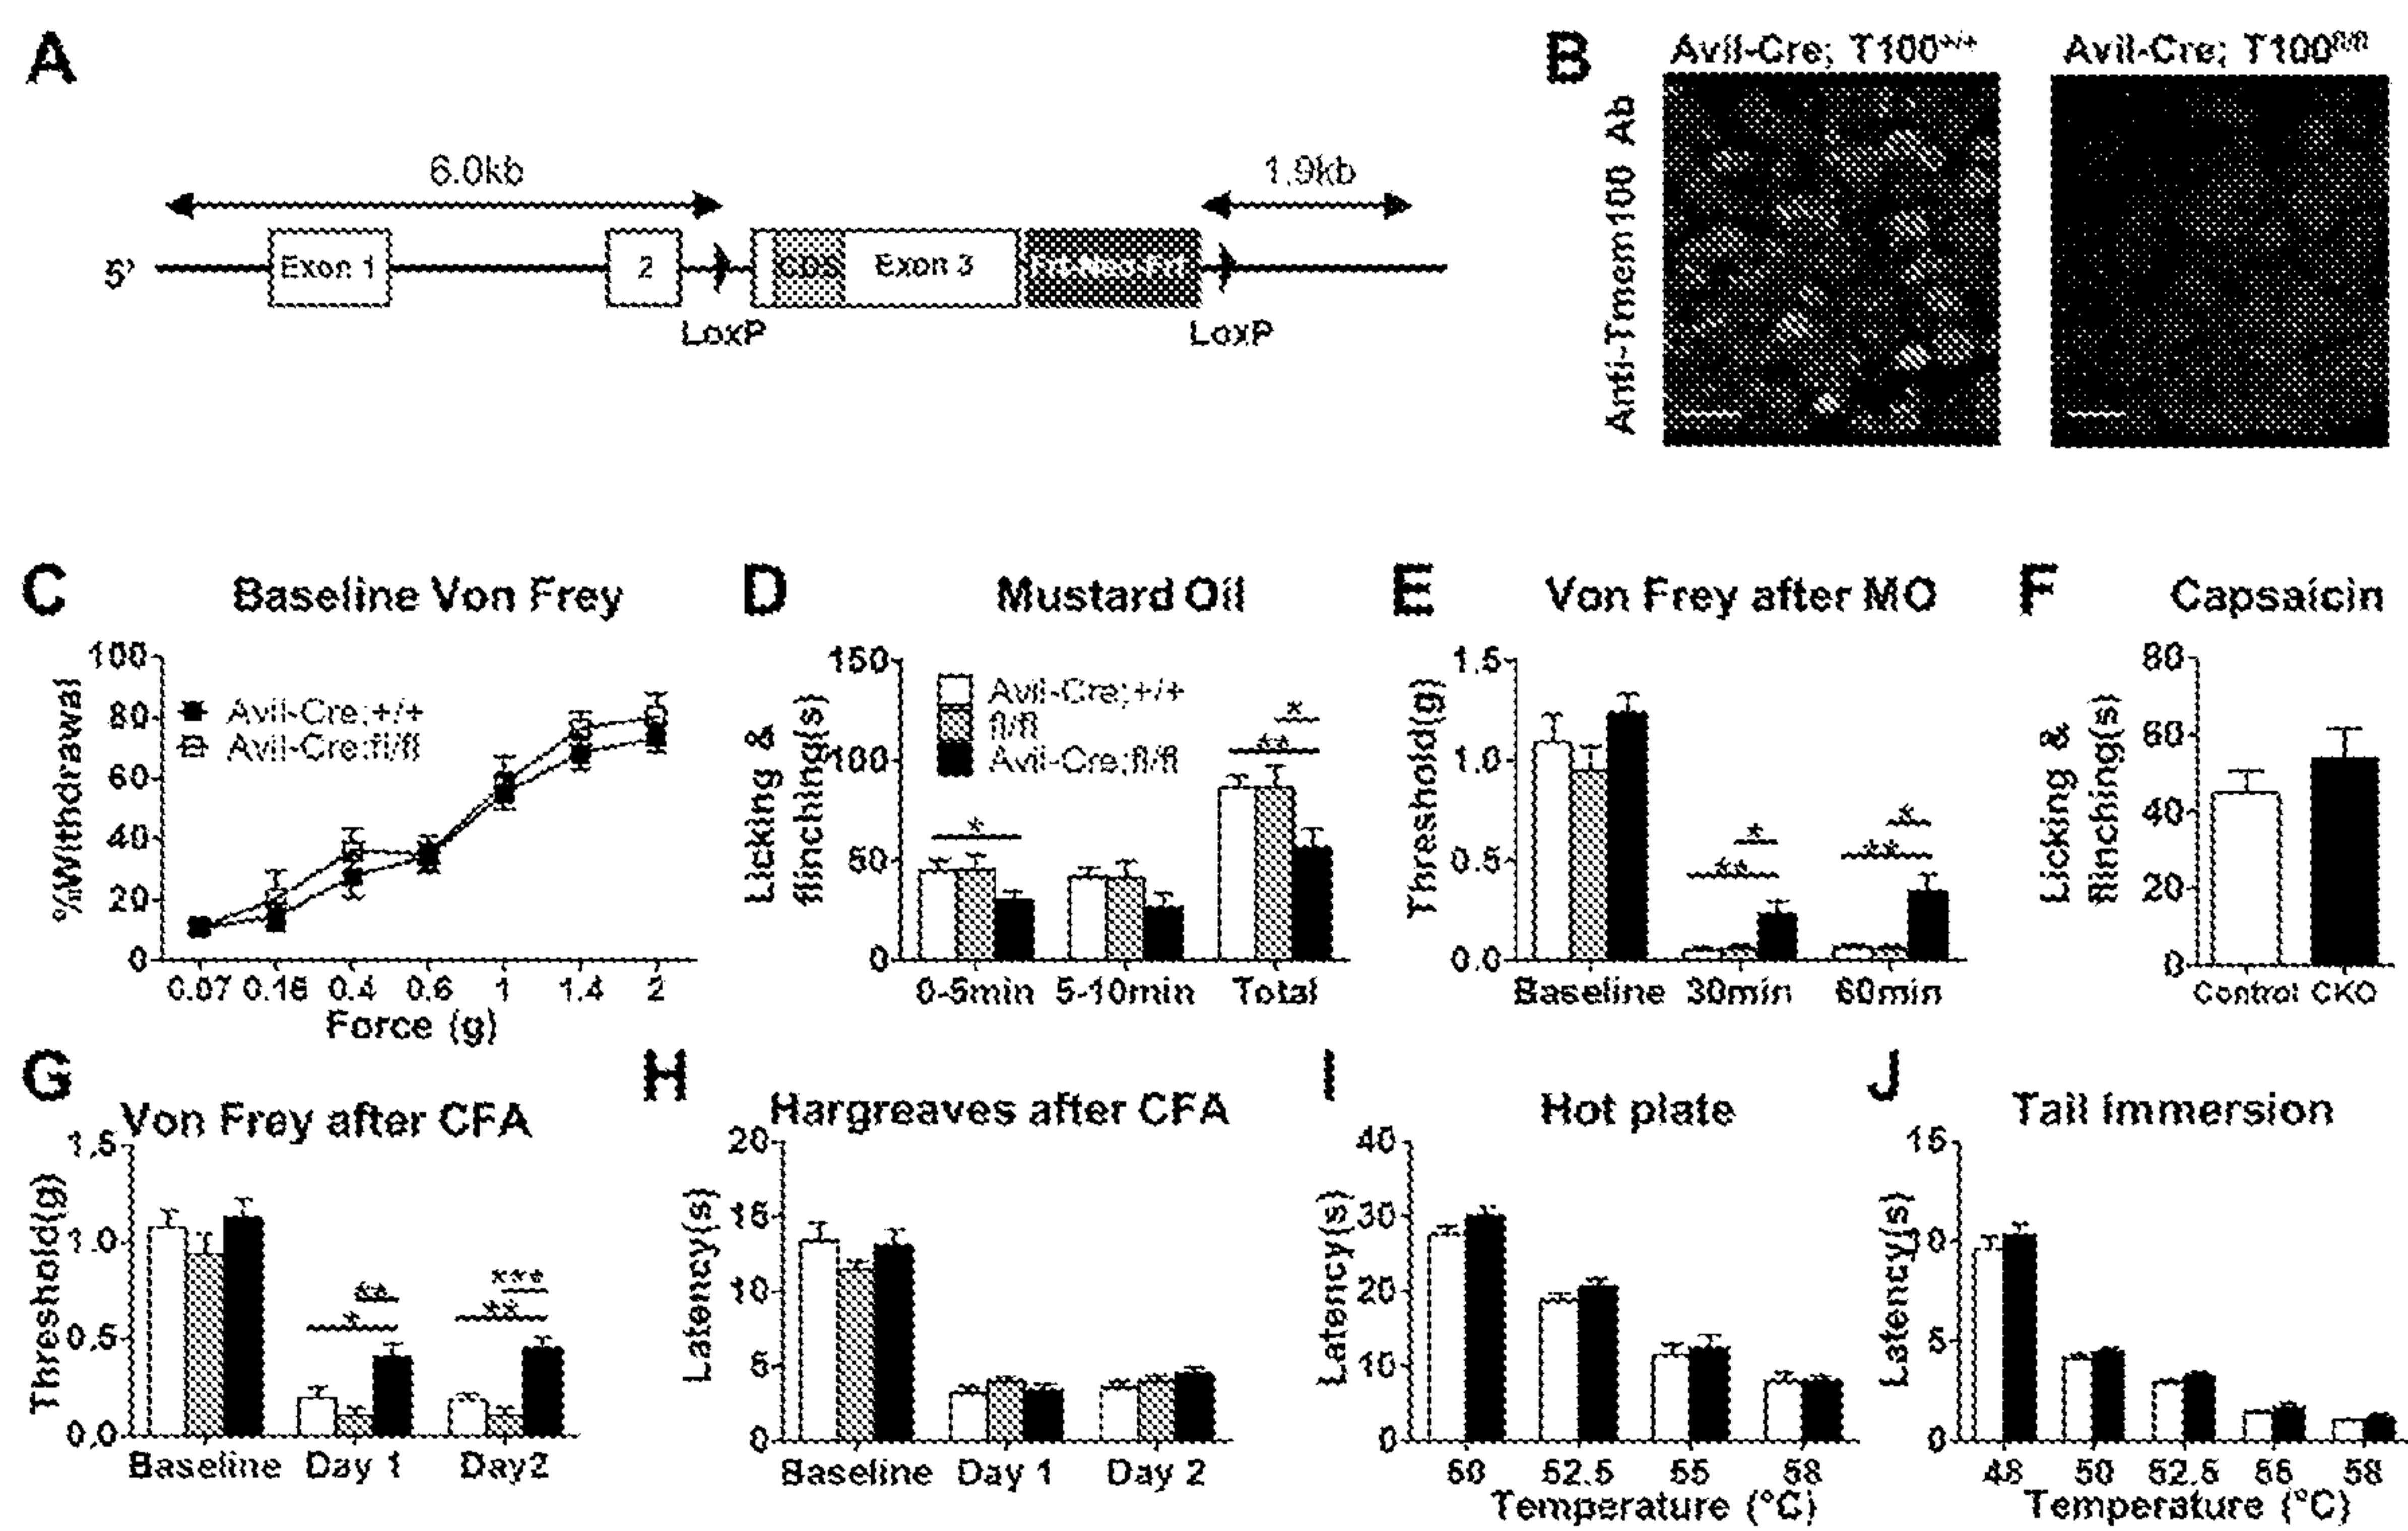 A
6.0kb
1.9kb
5'
Exon 1
2
CDS
Exon 3
Frt-Neo-Frt
LoxP
LoxP
B
Avil-Cre; T100+/+
Avil-Cre; T100fl/fl
Anti-Tmem100 Ab
C
Baseline Von Frey
%Withdrawal
100
80
60
40
20
0
Avil-Cre;+/+
Avil-Cre;fl/fl
0.07 0.16 0.4 0.6 1 1.4 2
Force (g)
D
Mustard Oil
Licking &
flinching(s)
150
100
50
0
Avil-Cre;+/+
fl/fl
Avil-Cre;fl/fl
*
**
*
0-5min 5-10min Total
E
Von Frey after MO
Threshold(g)
1.5
1.0
0.5
0.0
**
*
**
*
Baseline 30min 60min
F
Capsaicin
Licking &
flinching(s)
80
60
40
20
0
Control CKO
G
Von Frey after CFA
Threshold(g)
1.5
1.0
0.5
0.0
**
*
***
**
Baseline Day 1 Day2
H
Hargreaves after CFA
Latency(s)
20
15
10
5
0
Baseline Day 1 Day 2
I
Hot plate
Latency(s)
40
30
20
10
0
50 52.5 55 58
Temperature (°C)
J
Tail immersion
Latency(s)
15
10
5
0
48 50 52.5 55 58
Temperature (°C)